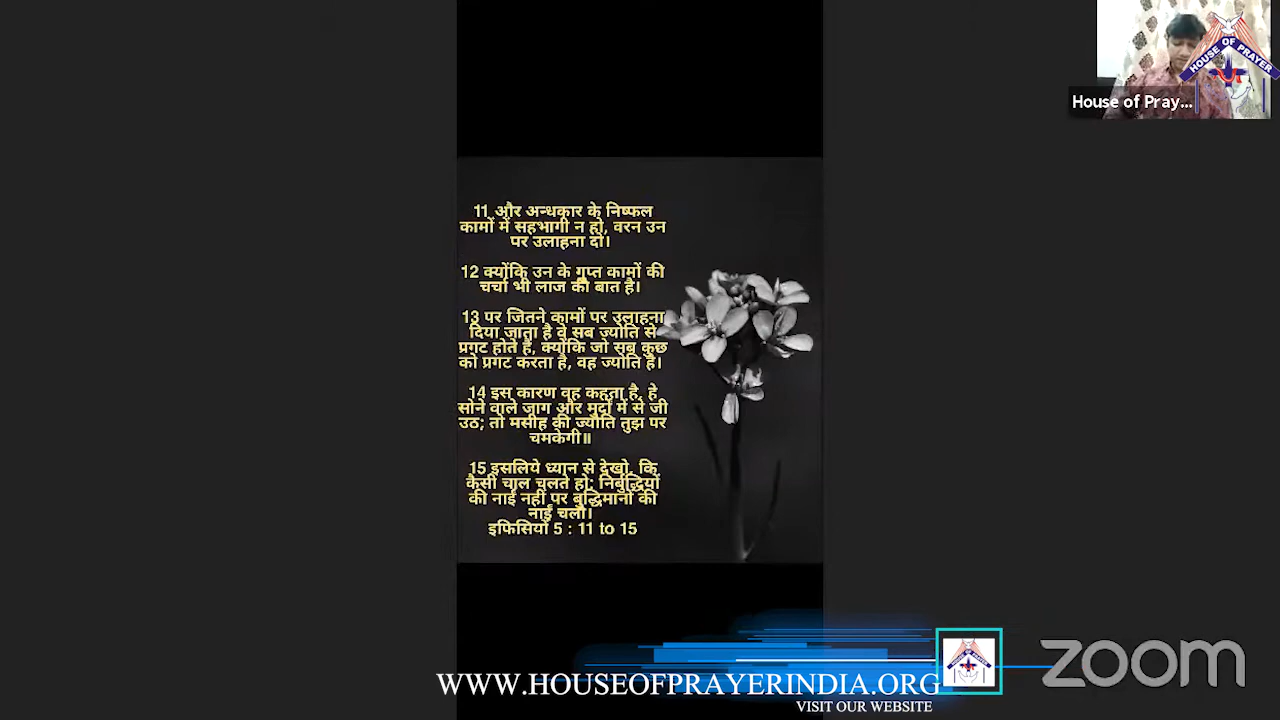 HOUSE OF PRAYER
House of Pray...
11 और अन्धकार के निष्फल
कामों में सहभागी न हो, वरन उन
पर उलाहना दो।
12 क्योंकि उन के गुप्त कामों की
चर्चा भी लाज की बात है।
13 पर जितने कामों पर उलाहना
दिया जाता है वे सब ज्योति से
प्रगट होते हैं, क्योंकि जो सब कुछ
को प्रगट करता है, वह ज्योति है।
14 इस कारण वह कहता है, हे
सोने वाले जाग और मुर्दों में से जी
उठ; तो मसीह की ज्योति तुझ पर
चमकेगी॥
15 इसलिये ध्यान से देखो, कि
कैसी चाल चलते हो; निर्बुद्धियों
की नाईं नहीं पर बुद्धिमानों की
नाईं चलो।
इफिसियों 5 : 11 to 15
WWW.HOUSEOFPRAYERINDIA.ORG
VISIT OUR WEBSITE
zoom